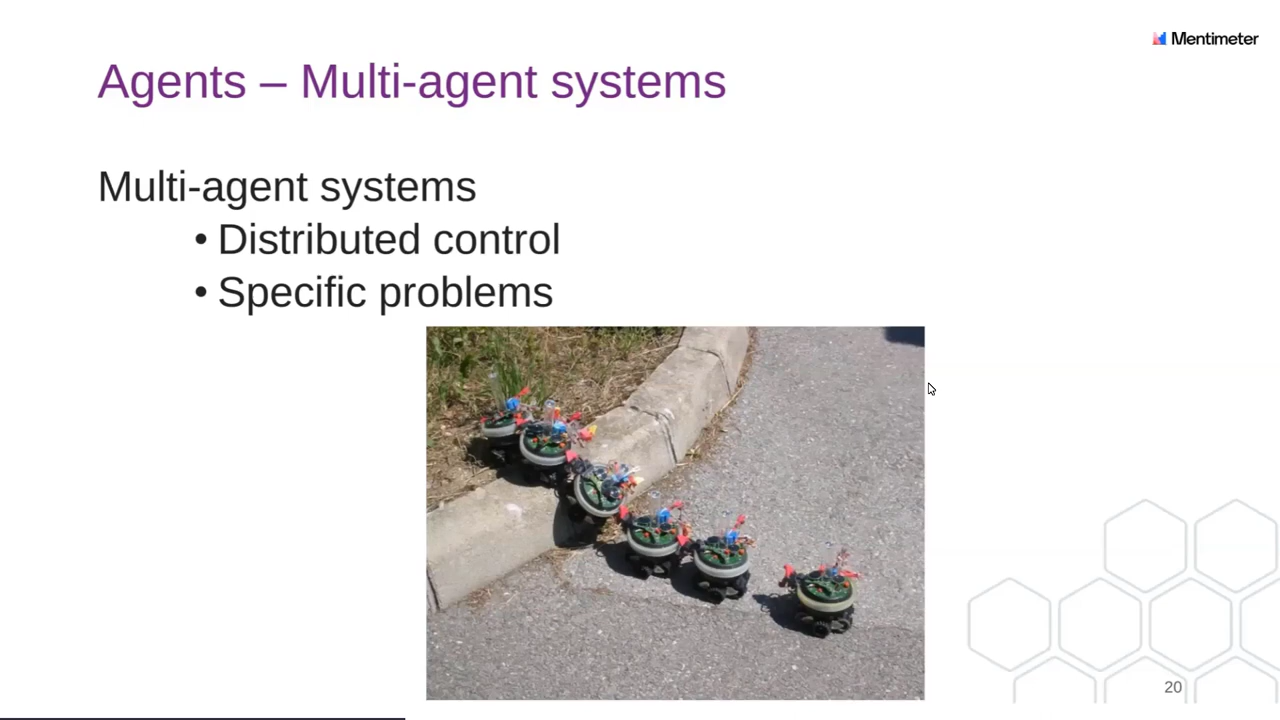 Mentimeter
Agents – Multi-agent systems
Multi-agent systems
• Distributed control
• Specific problems
20